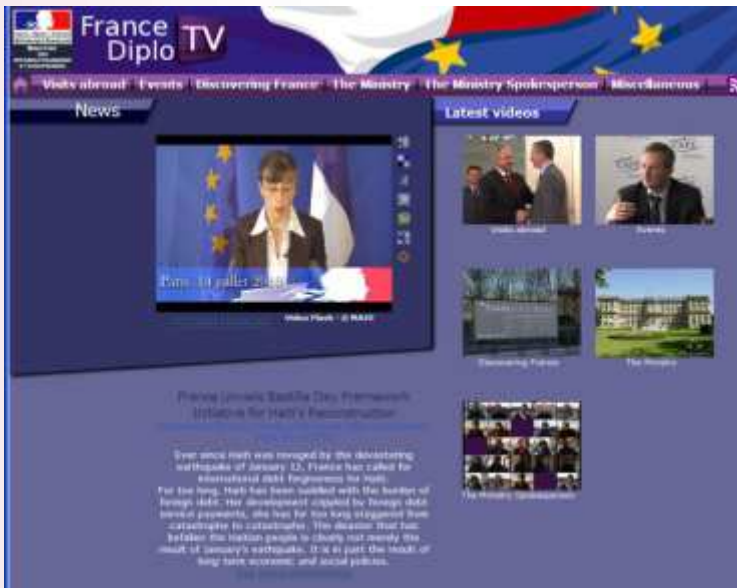 France
Diplo TV
Visits abroad Events Discovering France The Ministry The Ministry Spokesperson Miscellaneous
News
Latest videos
Visits abroad
Events
Paris, 14 juillet
Video Flash - © MAEE
Discovering France
The Ministry
The Ministry Spokesperson
France Unveils Bastille Day Framework
Initiative for Haiti's Reconstruction
Ever since Haiti was ravaged by the devastating
earthquake of January 12, France has called for
international debt forgiveness for Haiti.
For too long, Haiti has been saddled with the burden of
foreign debt. Her development crippled by foreign debt
service payments, she has for too long staggered from
catastrophe to catastrophe. The disaster that has
befallen the Haitian people is clearly not merely the
result of January's earthquake. It is in part the result of
long-term economic and social policies.